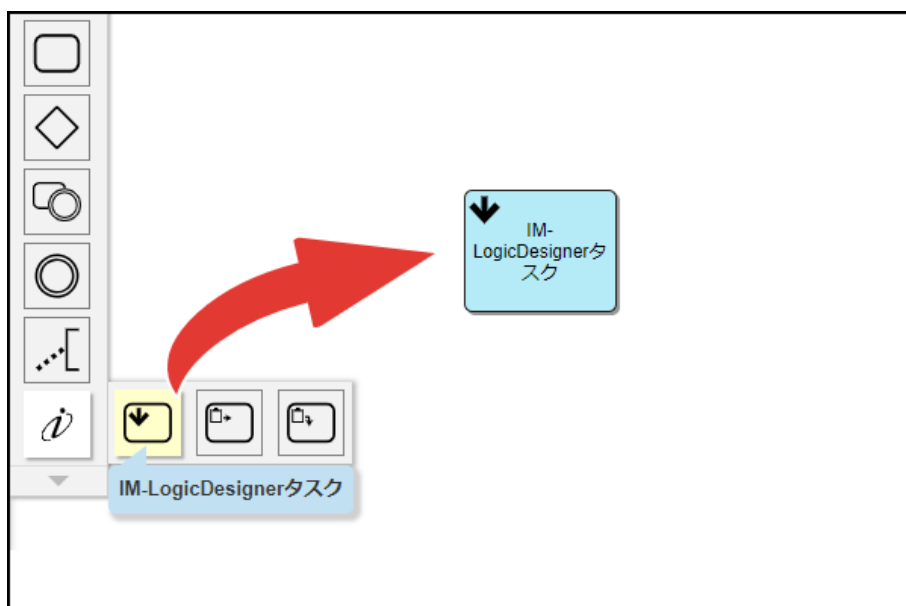 IM-
LogicDesignerタ
スク
IM-LogicDesignerタスク